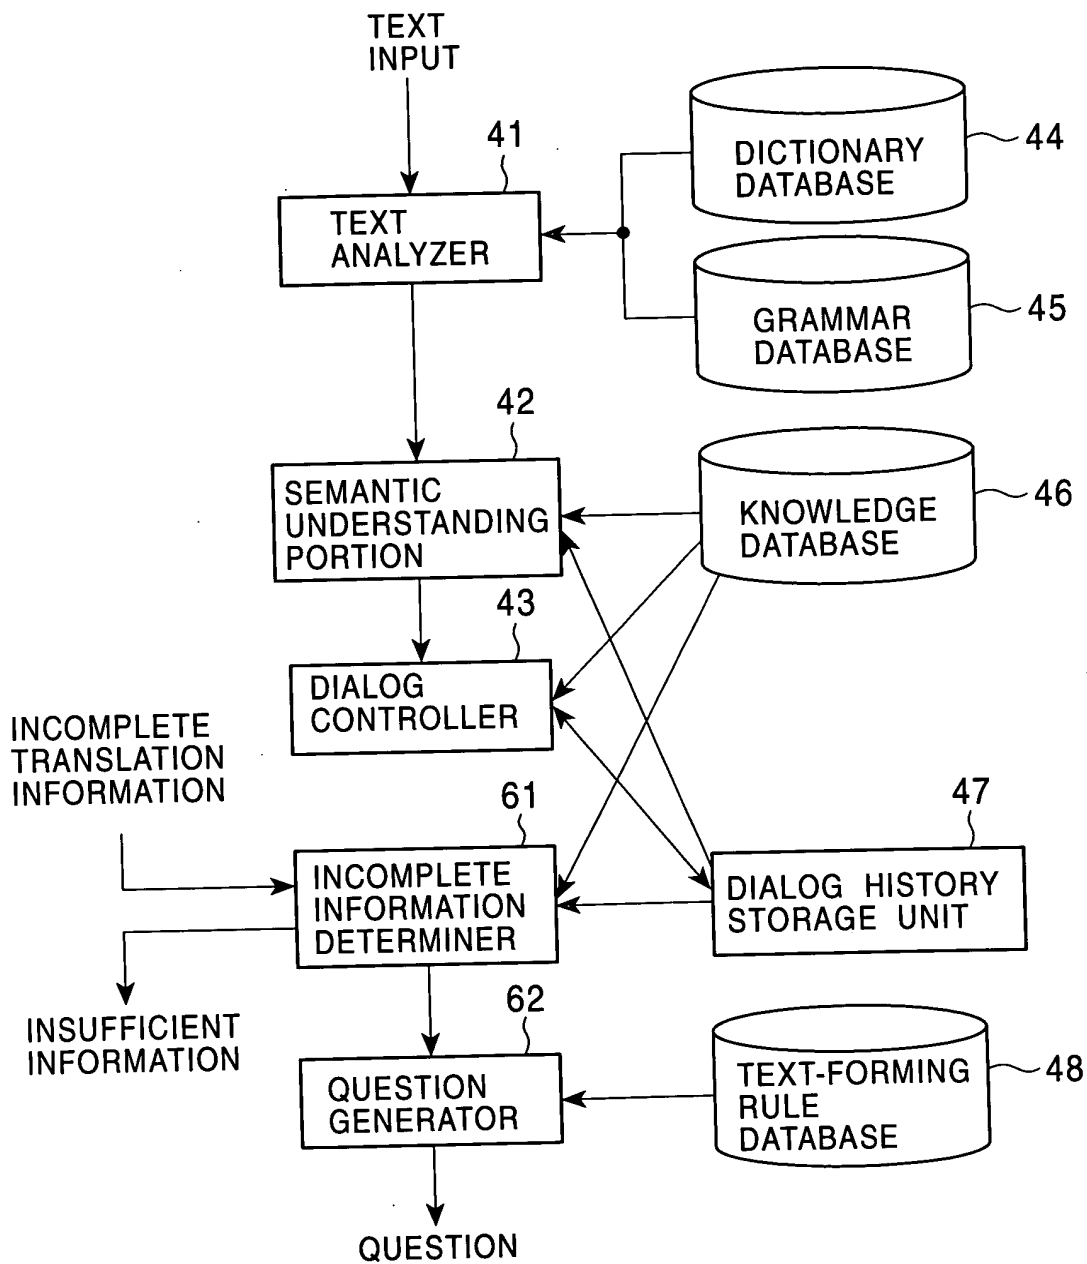 TEXT
INPUT
41
TEXT
ANALYZER
DICTIONARY
DATABASE
44
GRAMMAR
DATABASE
45
42
SEMANTIC
UNDERSTANDING
PORTION
KNOWLEDGE
DATABASE
46
43
DIALOG
CONTROLLER
INCOMPLETE
TRANSLATION
INFORMATION
61
INCOMPLETE
INFORMATION
DETERMINER
47
DIALOG HISTORY
STORAGE UNIT
INSUFFICIENT
INFORMATION
62
QUESTION
GENERATOR
TEXT-FORMING
RULE
DATABASE
48
QUESTION